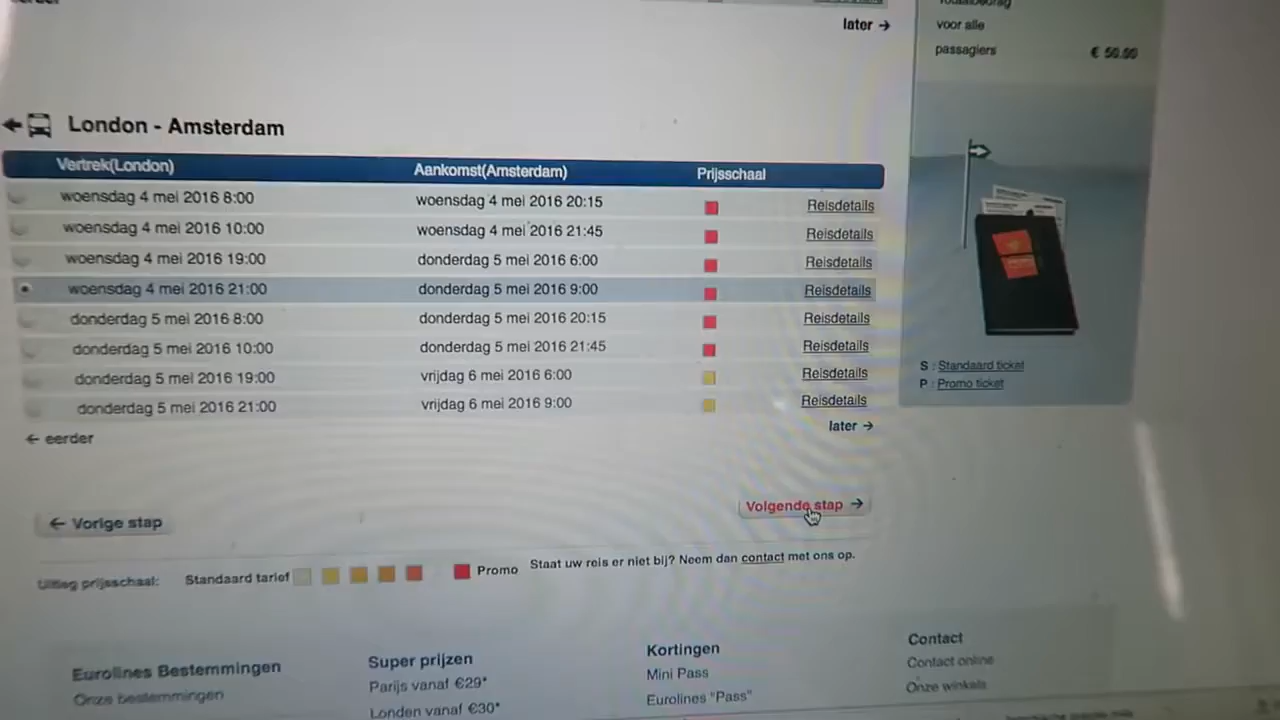 later →
voor alle
passagiers € 50.00
London - Amsterdam
Vertrek(London) Aankomst(Amsterdam) Prijsschaal
woensdag 4 mei 2016 8:00 woensdag 4 mei 2016 20:15 Reisdetails
woensdag 4 mei 2016 10:00 woensdag 4 mei 2016 21:45 Reisdetails
woensdag 4 mei 2016 19:00 donderdag 5 mei 2016 6:00 Reisdetails
woensdag 4 mei 2016 21:00 donderdag 5 mei 2016 9:00 Reisdetails
donderdag 5 mei 2016 8:00 donderdag 5 mei 2016 20:15 Reisdetails
donderdag 5 mei 2016 10:00 donderdag 5 mei 2016 21:45 Reisdetails
donderdag 5 mei 2016 19:00 vrijdag 6 mei 2016 6:00 Reisdetails
donderdag 5 mei 2016 21:00 vrijdag 6 mei 2016 9:00 Reisdetails
← eerder later →
S : Standaard ticket
P : Promo ticket
← Vorige stap Volgende stap →
Uitleg prijsschaal: Standaard tarief Promo Staat uw reis er niet bij? Neem dan contact met ons op.
Eurolines Bestemmingen
Onze bestemmingen
Super prijzen
Parijs vanaf €29*
Londen vanaf €30*
Kortingen
Mini Pass
Eurolines "Pass"
Contact
Contact online
Onze winkels